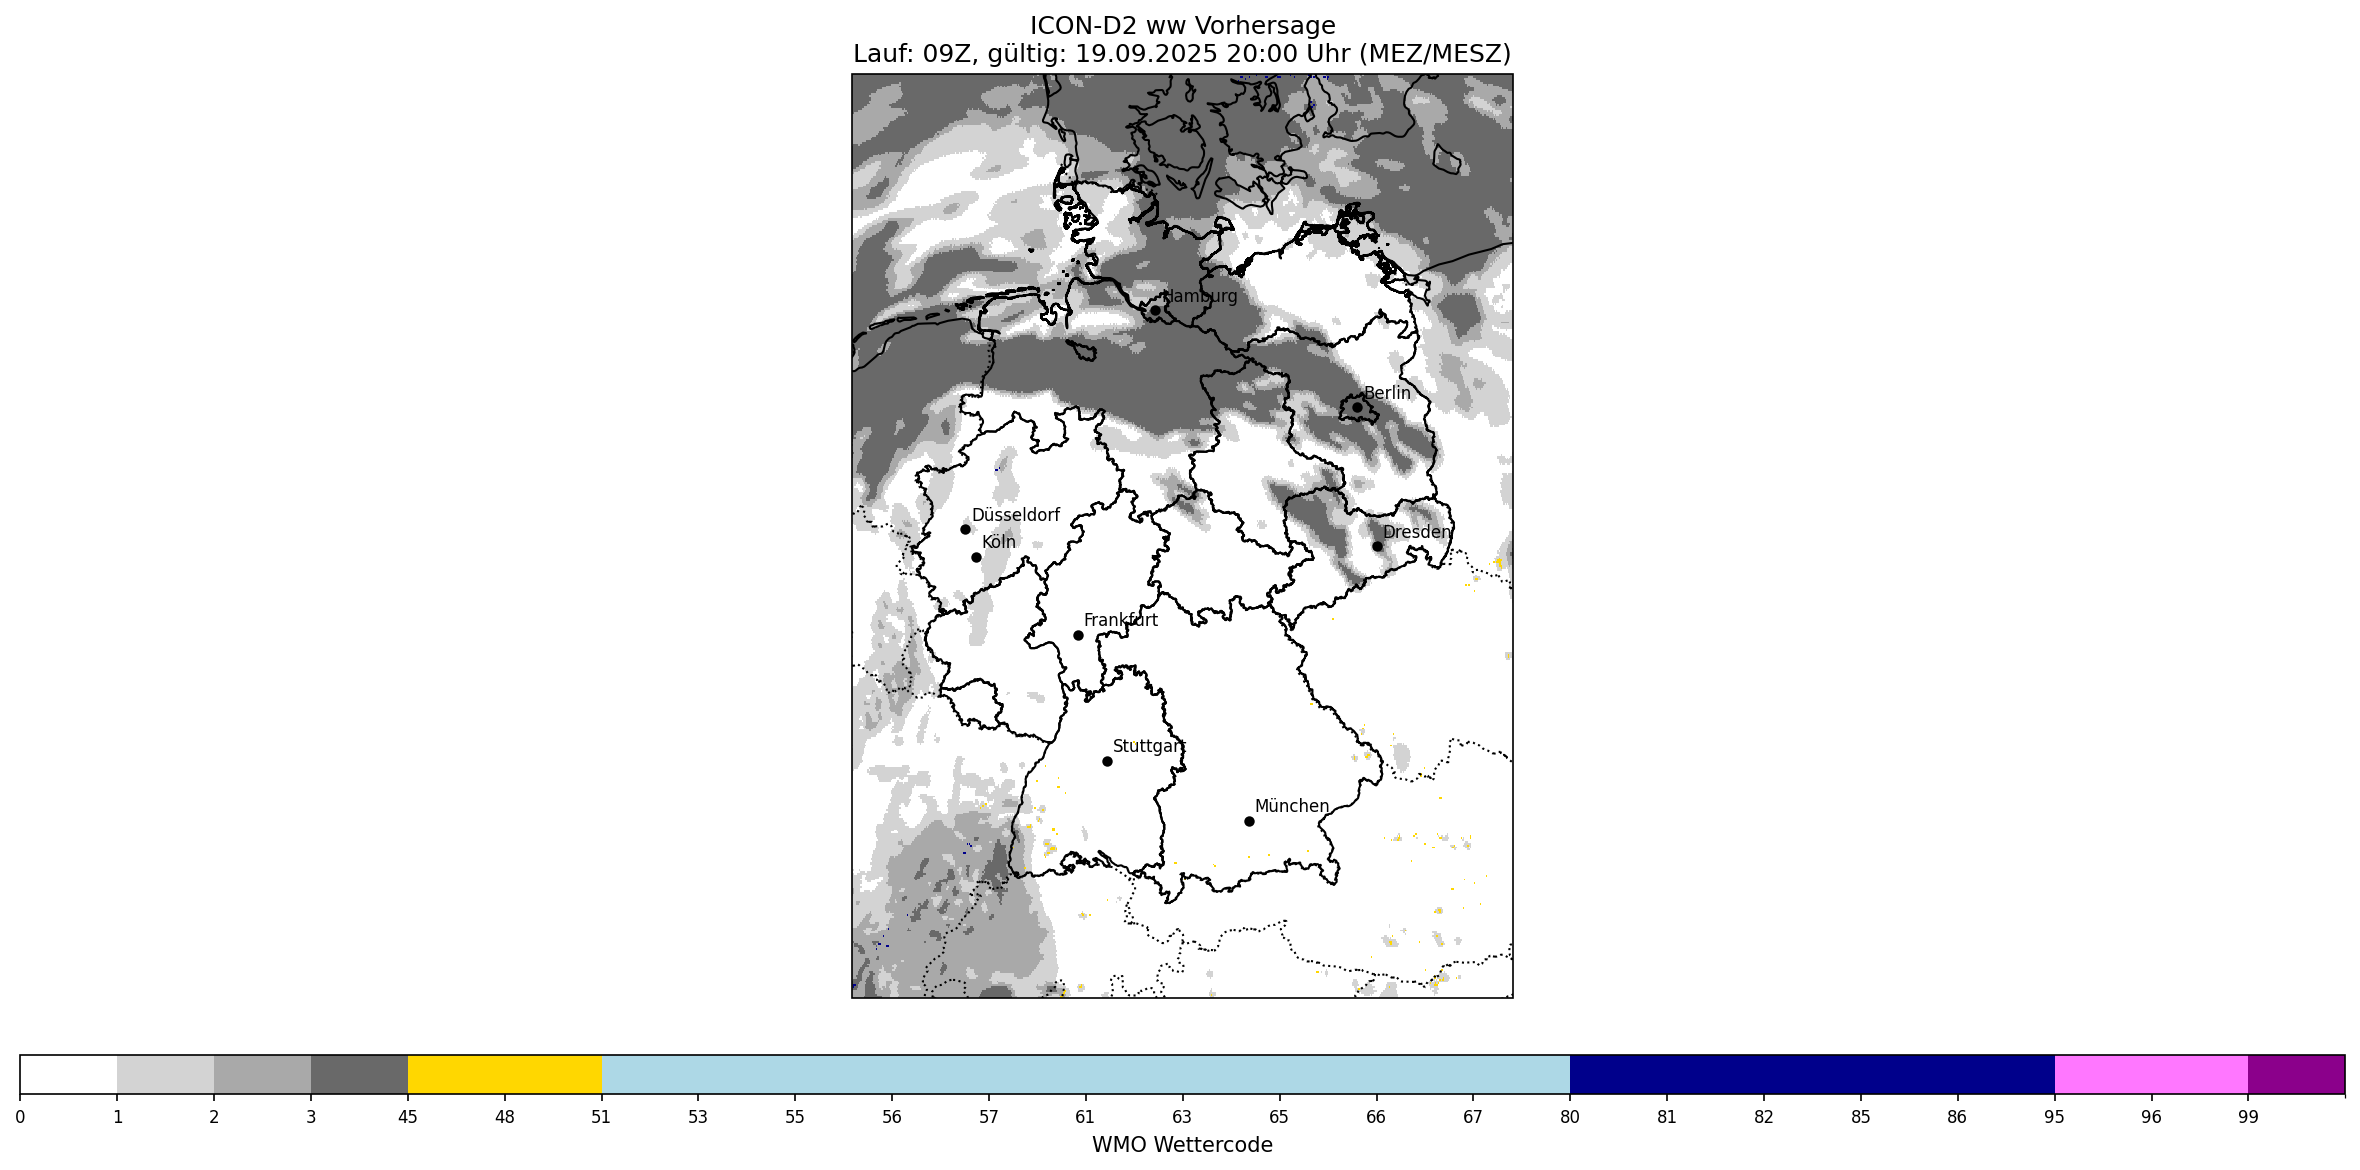 ICON-D2 ww Vorhersage
Lauf: 09Z, gültig: 19.09.2025 20:00 Uhr (MEZ/MESZ)
Hamburg
Berlin
Düsseldorf
Dresden
Köln
Frankfurt
Stuttgart
München
0 1 2 3 45 48 51 53 55 56 57 61 63 65 66 67 80 81 82 85 86 95 96 99
WMO Wettercode